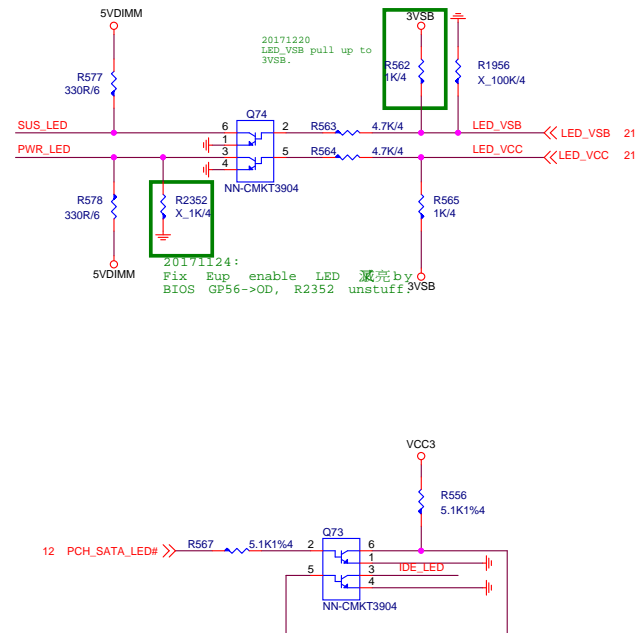 5VDIMM
20171220
LED_VSB pull up to
3VSB.
3VSB
R577
330R/6
R562
1K/4
R1956
X_100K/4
Q74
SUS_LED
6
1
2
R563
4.7K/4
LED_VSB
LED_VSB 21
PWR_LED
3
4
5
R564
4.7K/4
LED_VCC
LED_VCC 21
NN-CMKT3904
R578
330R/6
R2352
X_1K/4
R565
1K/4
5VDIMM
20171124:
Fix Eup enable LED 滅亮by
BIOS GP56->OD, R2352 unstuff.
3VSB
VCC3
R556
5.1K1%4
Q73
12 PCH_SATA_LED#
R567
5.1K1%4
2
6
1
5
3
IDE_LED
4
NN-CMKT3904